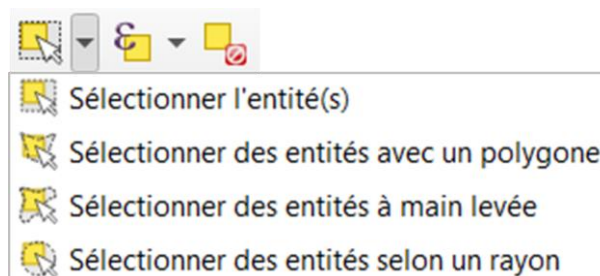 Sélectionner l'entité(s)
Sélectionner des entités avec un polygone
Sélectionner des entités à main levée
Sélectionner des entités selon un rayon